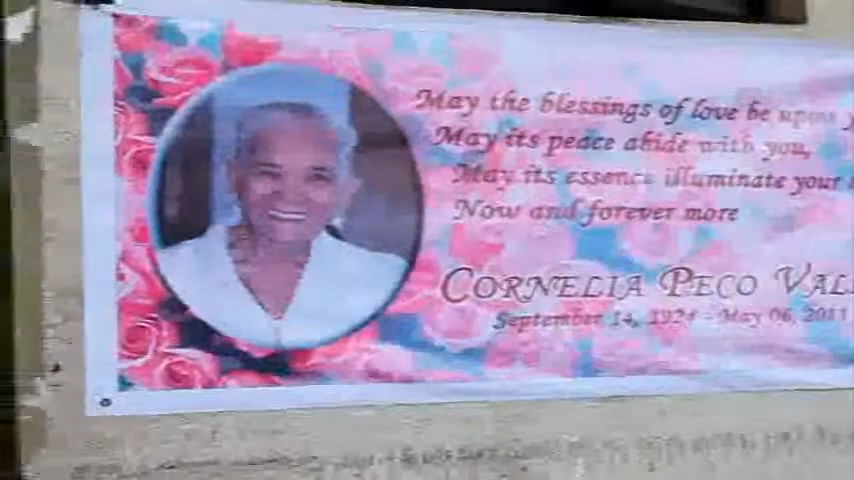 May the blessings of love be upon
May its peace abide with you,
May its essence illuminate your
Now and forever more
CORNELIA PECO
September 14, 1924 - May 06, 2011